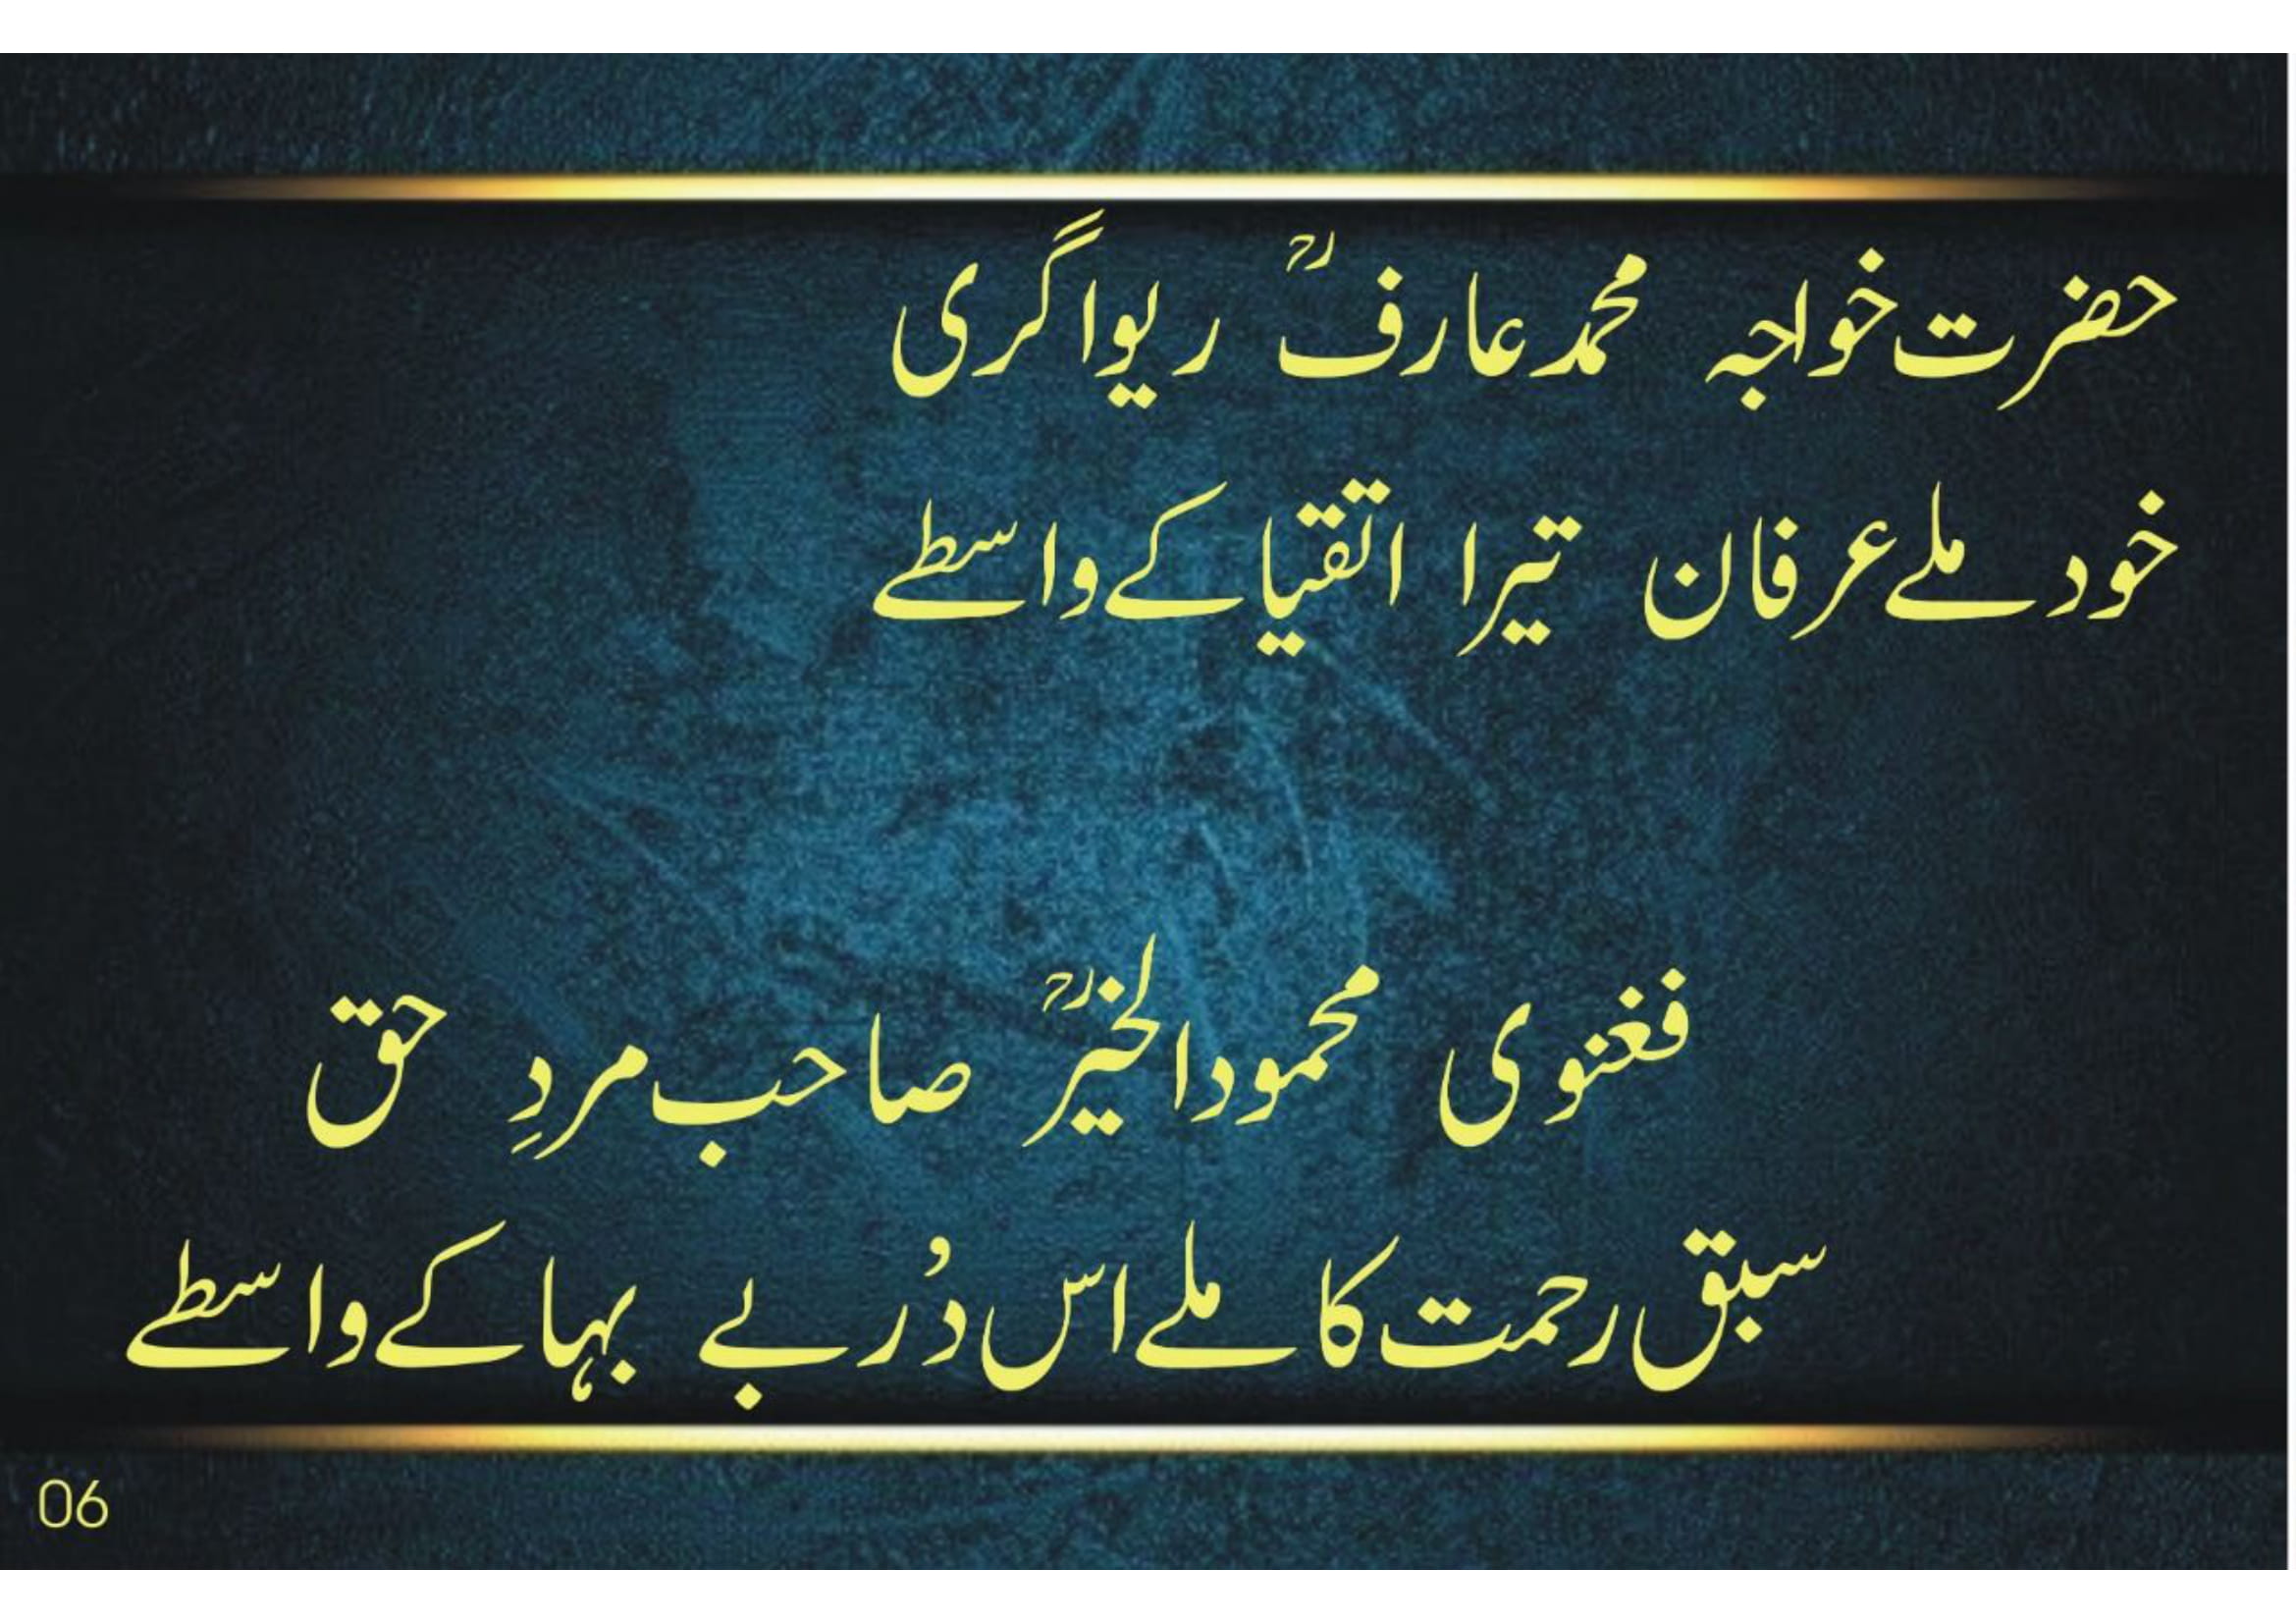 حضرت خواجہ محمد عارفؒ ریواگری
خود ملے عرفان تیرا اتقیا کے واسطے
فغنوی محمود الخیرؒ صاحب مردِ حق
سبق رحمت کا ملے اس دُر بے بہا کے واسطے
06